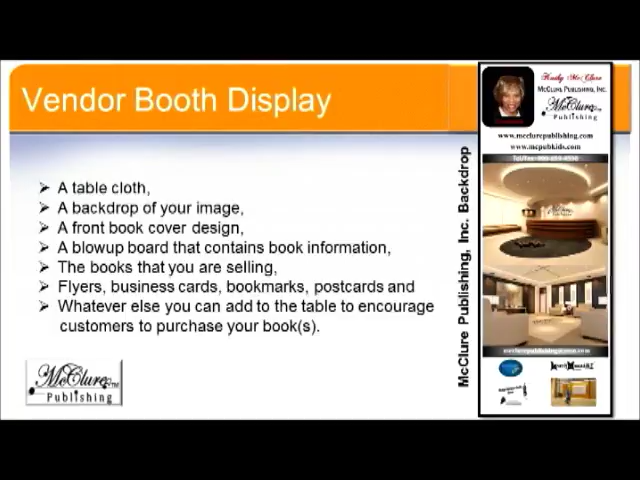 Vendor Booth Display
A table cloth,
A backdrop of your image,
A front book cover design,
A blowup board that contains book information,
The books that you are selling,
Flyers, business cards, bookmarks, postcards and
Whatever else you can add to the table to encourage
customers to purchase your book(s).
McClure™
Publishing
McClure Publishing, Inc. Backdrop
Kathy McClure
McClure Publishing, Inc.
McClure™
Publishing
www.mcclurepublishing.com
www.mcpubkids.com